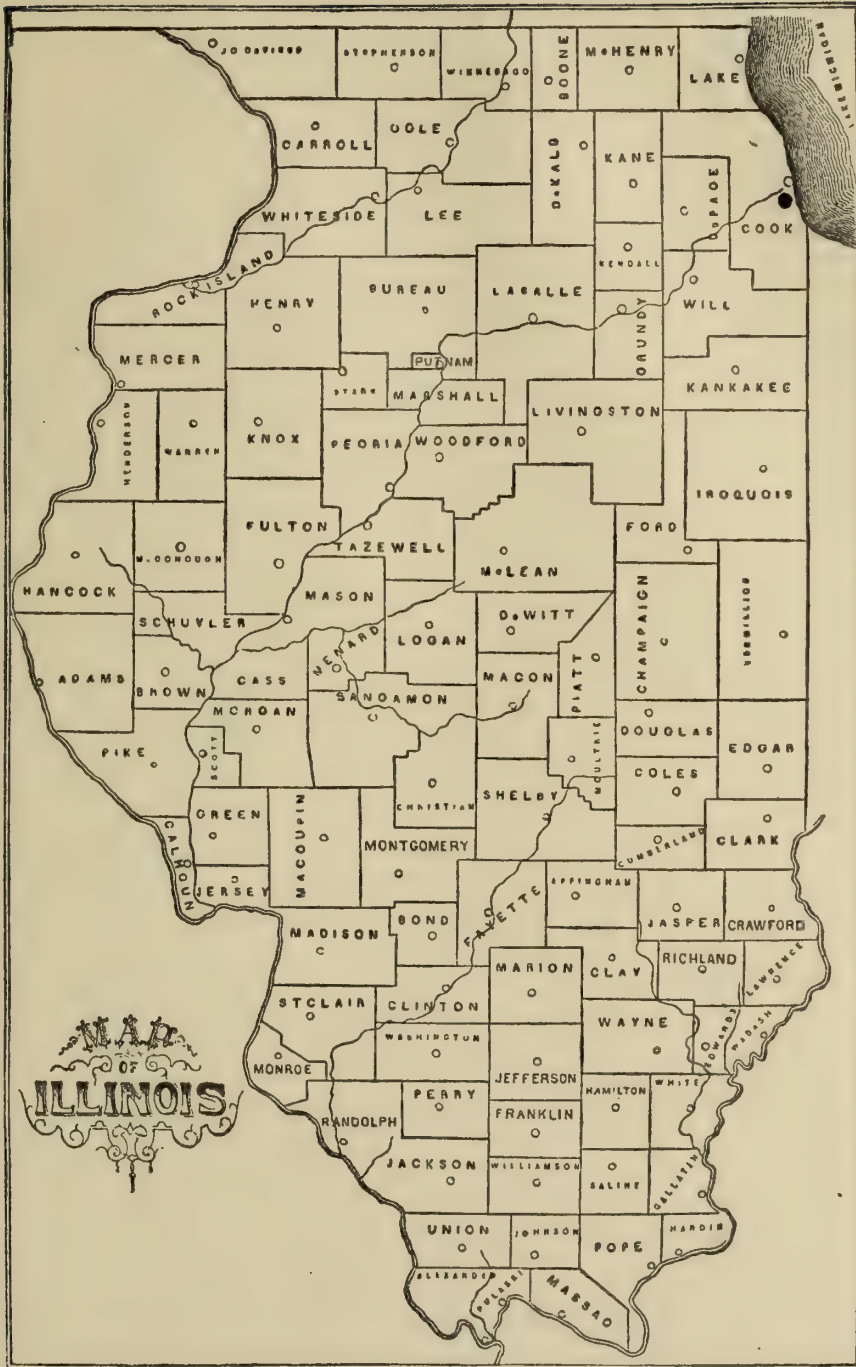 LAKE MICHIGAN
JO DAVIESS
STEPHENSON
WINNEBAGO
BOONE
McHENRY
LAKE
CARROLL
OGLE
DeKALB
KANE
DuPAGE
COOK
WHITESIDE
LEE
KENDALL
ROCK ISLAND
HENRY
BUREAU
LASALLE
GRUNDY
WILL
MERCER
PUTNAM
STARK
MARSHALL
KANKAKEE
HENDERSON
WARREN
KNOX
PEORIA
WOODFORD
LIVINGSTON
IROQUOIS
FULTON
TAZEWELL
FORD
HANCOCK
McDONOUGH
McLEAN
MASON
SCHUYLER
DeWITT
CHAMPAIGN
VERMILLION
ADAMS
BROWN
CASS
MENARD
LOGAN
MACON
PIATT
MORGAN
SANGAMON
DOUGLAS
PIKE
SCOTT
MOULTRIE
EDGAR
COLES
CHRISTIAN
SHELBY
CALHOUN
GREEN
MACOUPIN
CUMBERLAND
CLARK
MONTGOMERY
JERSEY
EFFINGHAM
FAYETTE
JASPER
CRAWFORD
MADISON
BOND
MARION
CLAY
RICHLAND
LAWRENCE
ST CLAIR
CLINTON
WAYNE
EDWARDS
WABASH
WASHINGTON
MONROE
JEFFERSON
HAMILTON
WHITE
MAP
OF
ILLINOIS
RANDOLPH
PERRY
FRANKLIN
JACKSON
WILLIAMSON
SALINE
GALLATIN
UNION
JOHNSON
POPE
HARDIN
ALEXANDER
PULASKI
MASSAC